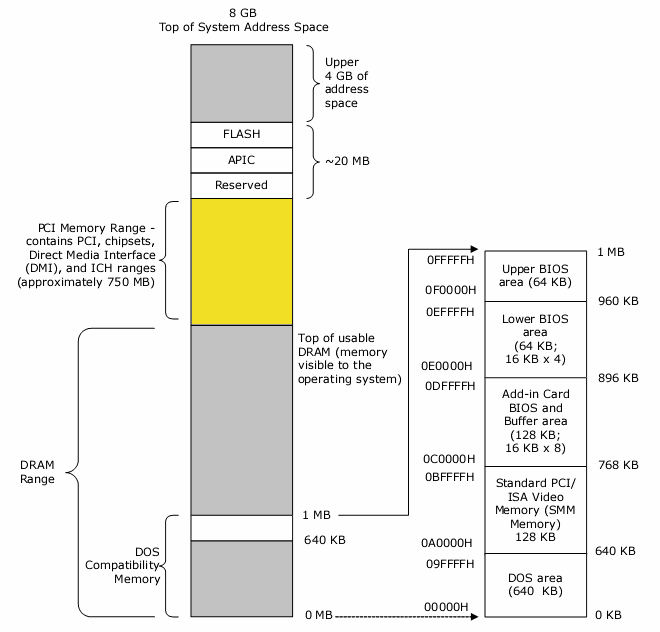 8 GB
Top of System Address Space
Upper
4 GB of
address
space
FLASH
APIC
Reserved
~20 MB
PCI Memory Range -
contains PCI, chipsets,
Direct Media Interface
(DMI), and ICH ranges
(approximately 750 MB)
Top of usable
DRAM (memory
visible to the
operating system)
DRAM
Range
1 MB
640 KB
DOS
Compatibility
Memory
0 MB
1 MB
0FFFFFH
Upper BIOS
area (64 KB)
0F0000H
960 KB
0EFFFFH
Lower BIOS
area
(64 KB;
16 KB x 4)
0E0000H
896 KB
0DFFFFH
Add-in Card
BIOS and
Buffer area
(128 KB;
16 KB x 8)
0C0000H
768 KB
0BFFFFH
Standard PCI/
ISA Video
Memory (SMM
Memory)
128 KB
0A0000H
640 KB
09FFFFH
DOS area
(640 KB)
00000H
0 KB